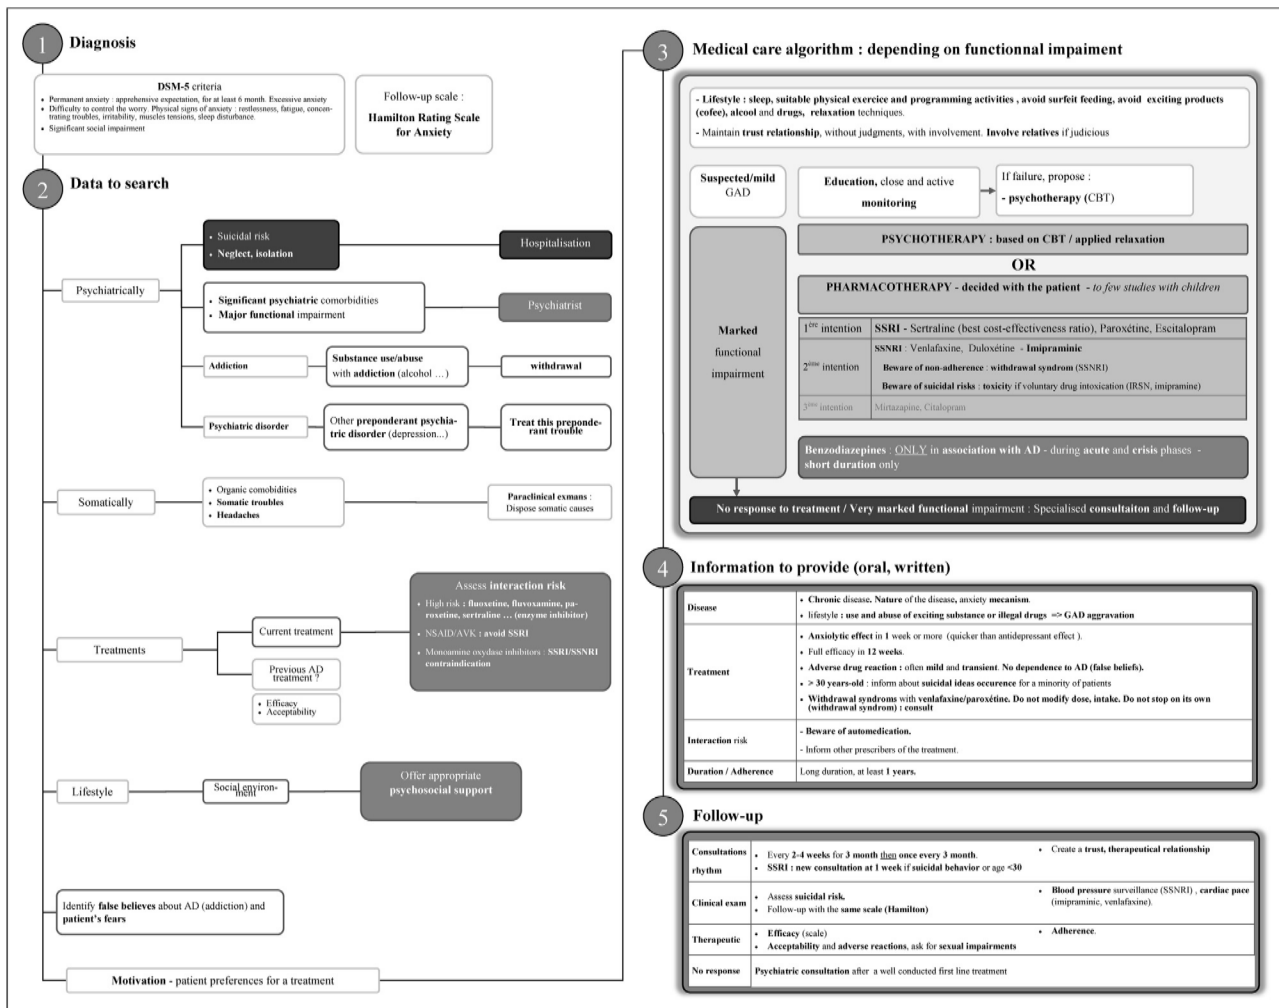 1 Diagnosis
DSM-5 criteria
• Permanent anxiety : apprehensive expectation, for at least 6 month. Excessive anxiety
• Difficulty to control the worry. Physical signs of anxiety : restlessness, fatigue, concen-
trating troubles, irritability, muscles tensions, sleep disturbance.
• Significant social impairment
Follow-up scale :
Hamilton Rating Scale
for Anxiety
2 Data to search
Psychiatrically
• Suicidal risk
• Neglect, isolation
Hospitalisation
• Significant psychiatric comorbidities
• Major functional impairment
Psychiatrist
Addiction
Substance use/abuse
with addiction (alcohol ...)
withdrawal
Psychiatric disorder
Other preponderant psychia-
tric disorder (depression...)
Treat this preponde-
rant trouble
Somatically
• Organic comobidities
• Somatic troubles
• Headaches
Paraclinical exmans :
Dispose somatic causes
Treatments
Current treatment
Previous AD
treatment ?
• Efficacy
• Acceptability
Assess interaction risk
• High risk : fluoxetine, fluvoxamine, pa-
roxetine, sertraline ... (enzyme inhibitor)
• NSAID/AVK : avoid SSRI
• Monoamine oxydase inhibitors : SSRI/SSNRI
contraindication
Lifestyle
Social environ-
ment
Offer appropriate
psychosocial support
Identify false believes about AD (addiction) and
patient's fears
Motivation - patient preferences for a treatment
3 Medical care algorithm : depending on functionnal impaiment
- Lifestyle : sleep, suitable physical exercice and programming activities , avoid surfeit feeding, avoid exciting products
(cofee), alcool and drugs, relaxation techniques.
- Maintain trust relationship, without judgments, with involvement. Involve relatives if judicious
Suspected/mild
GAD
Education, close and active
monitoring
If failure, propose :
- psychotherapy (CBT)
Marked
functional
impairment
PSYCHOTHERAPY : based on CBT / applied relaxation
OR
PHARMACOTHERAPY - decided with the patient - to few studies with children
1ère intention SSRI - Sertraline (best cost-effectiveness ratio), Paroxétine, Escitalopram
2ème intention
SSNRI : Venlafaxine, Duloxétine - Imipraminic
Beware of non-adherence : withdrawal syndrom (SSNRI)
Beware of suicidal risks : toxicity if voluntary drug intoxication (IRSN, imipramine)
3ème intention Mirtazapine, Citalopram
Benzodiazepines : ONLY in association with AD - during acute and crisis phases -
short duration only
No response to treatment / Very marked functional impairment : Specialised consultaiton and follow-up
4 Information to provide (oral, written)
Disease
• Chronic disease. Nature of the disease, anxiety mecanism.
• lifestyle : use and abuse of exciting substance or illegal drugs => GAD aggravation
Treatment
• Anxiolytic effect in 1 week or more (quicker than antidepressant effect ).
• Full efficacy in 12 weeks.
• Adverse drug reaction : often mild and transient. No dependence to AD (false beliefs).
• > 30 years-old : inform about suicidal ideas occurence for a minority of patients
• Withdrawal syndroms with venlafaxine/paroxétine. Do not modify dose, intake. Do not stop on its own
(withdrawal syndrom) : consult
Interaction risk
- Beware of automedication.
- Inform other prescribers of the treatment.
Duration / Adherence Long duration, at least 1 years.
5 Follow-up
Consultations
rhythm
• Every 2-4 weeks for 3 month then once every 3 month.
• SSRI : new consultation at 1 week if suicidal behavior or age <30
• Create a trust, therapeutical relationship
Clinical exam
• Assess suicidal risk.
• Follow-up with the same scale (Hamilton)
• Blood pressure surveillance (SSNRI) , cardiac pace
(imipraminic, venlafaxine).
Therapeutic
• Efficacy (scale)
• Acceptability and adverse reactions, ask for sexual impairments
• Adherence.
No response Psychiatric consultation after a well conducted first line treatment